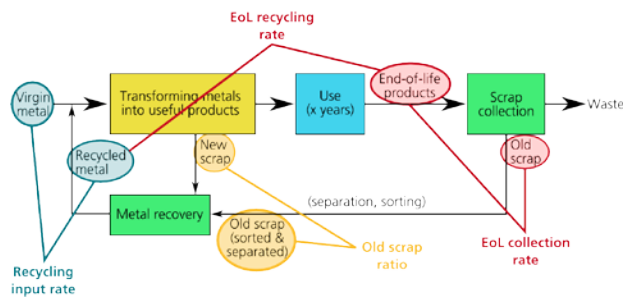 EoL recycling
rate
Virgin
metal
Transforming metals
into useful products
Use
(x years)
End-of-life
products
Scrap
collection
Waste
Recycled
metal
New
scrap
Old
scrap
Metal recovery
(separation, sorting)
Old scrap
(sorted &
separated)
Old scrap
ratio
EoL collection
rate
Recycling
input rate